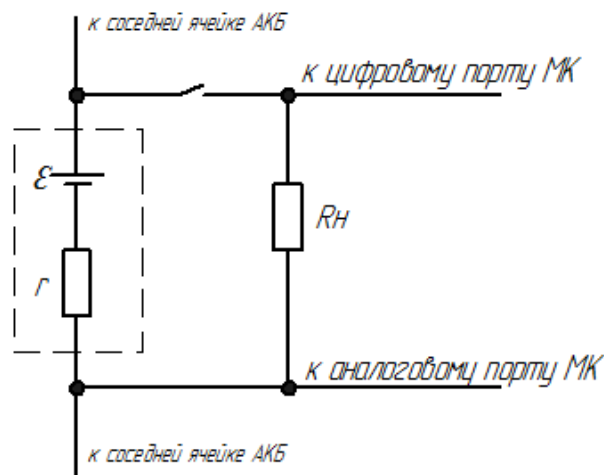 к соседней ячейке АКБ
к цифровому порту МК
ℰ
Rн
r
к аналоговому порту МК
к соседней ячейке АКБ